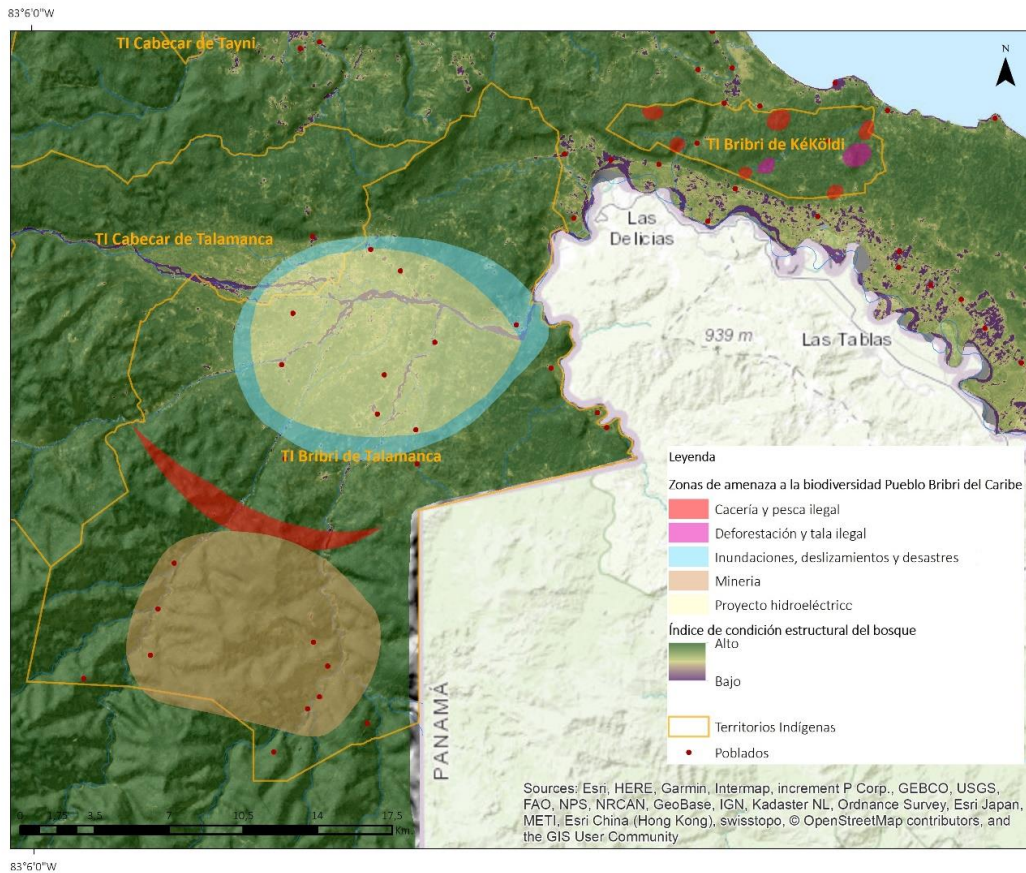 83°6'0"W
TI Cabecar de Tayni
N
TI Bribri de KéKöldi
TI Cabecar de Talamanca
Las
Delicias
939 m
Las Tablas
TI Bribri de Talamanca
PANAMÁ
Leyenda
Zonas de amenaza a la biodiversidad Pueblo Bribri del Caribe
Cacería y pesca ilegal
Deforestación y tala ilegal
Inundaciones, deslizamientos y desastres
Mineria
Proyecto hidroeléctricc
Índice de condición estructural del bosque
Alto
Bajo
Territorios Indígenas
Poblados
Sources: Esri, HERE, Garmin, Intermap, increment P Corp., GEBCO, USGS,
FAO, NPS, NRCAN, GeoBase, IGN, Kadaster NL, Ordnance Survey, Esri Japan,
METI, Esri China (Hong Kong), swisstopo, © OpenStreetMap contributors, and
the GIS User Community
0 1,75 3,5 7 10,5 14 17,5
Km
83°6'0"W